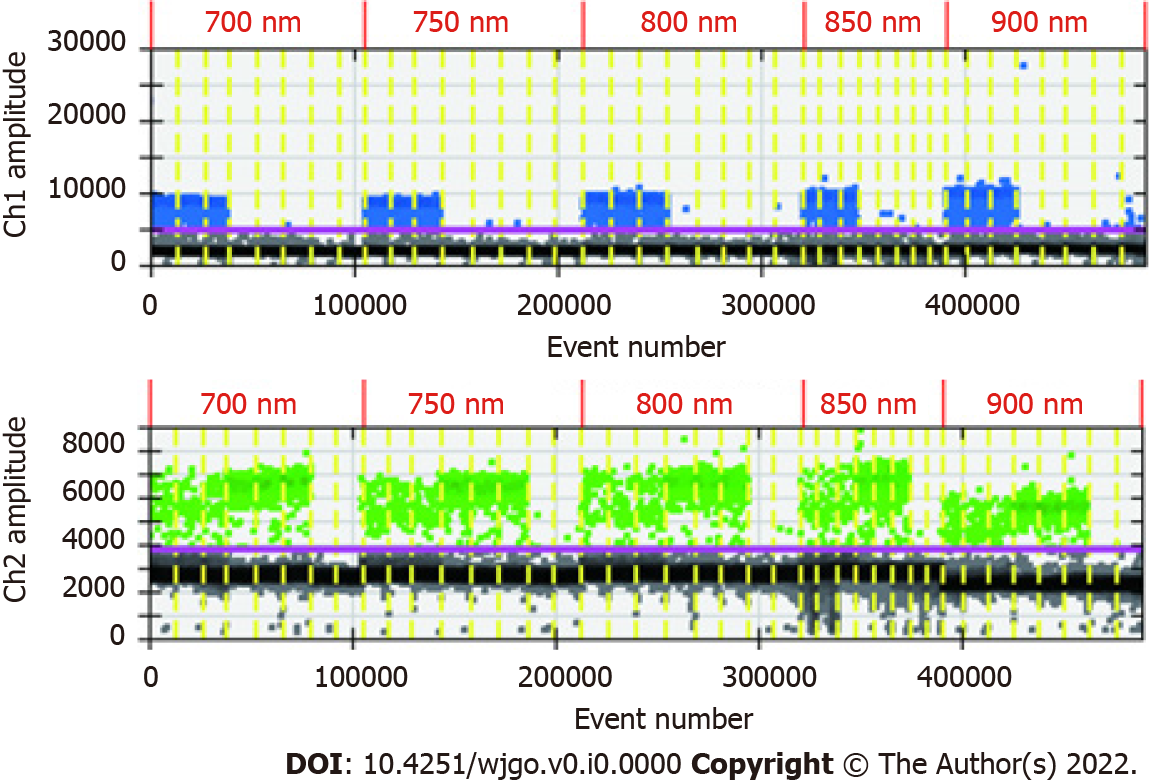 700 nm 750 nm 800 nm 850 nm 900 nm
Ch1 amplitude
30000
20000
10000
0
0 100000 200000 300000 400000
Event number
700 nm 750 nm 800 nm 850 nm 900 nm
Ch2 amplitude
8000
6000
4000
2000
0
0 100000 200000 300000 400000
Event number
DOI: 10.4251/wjgo.v0.i0.0000 Copyright © The Author(s) 2022.